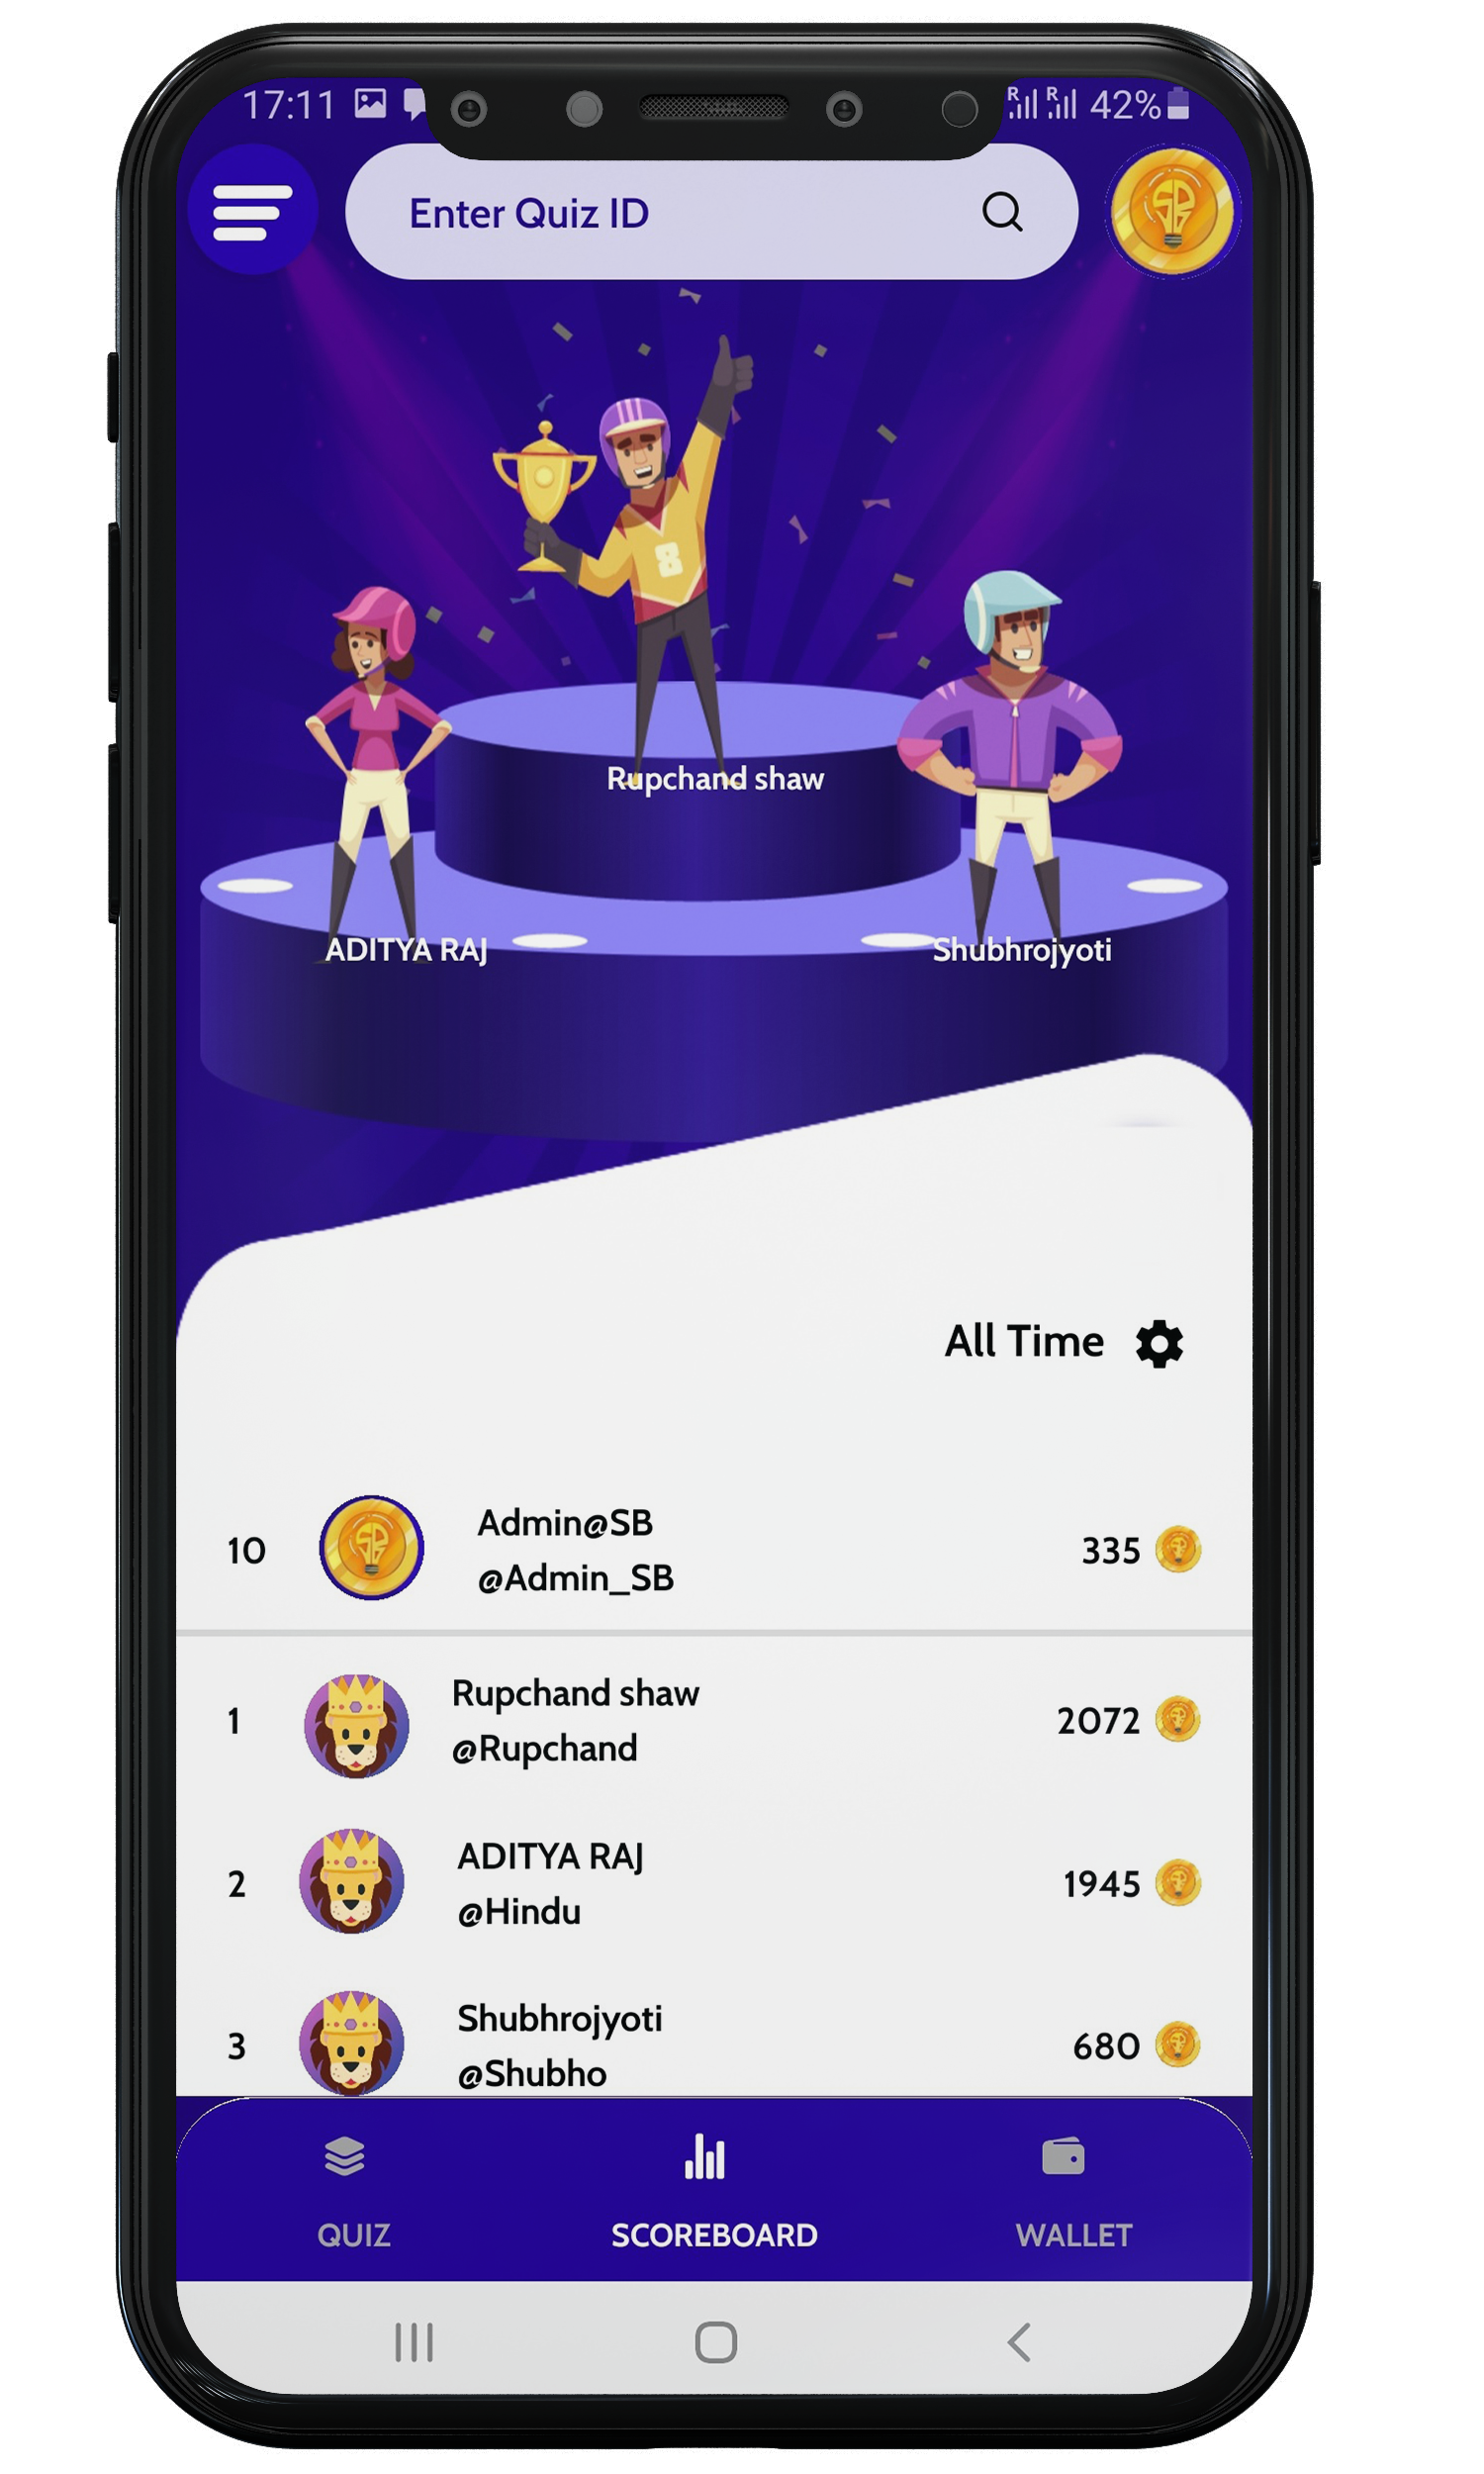 17:11
R R 42%
Enter Quiz ID
8
Rupchand shaw
ADITYA RAJ
Shubhrojyoti
All Time
10
Admin@SB
@Admin_SB
335
1
Rupchand shaw
@Rupchand
2072
2
ADITYA RAJ
@Hindu
1945
3
Shubhrojyoti
@Shubho
680
QUIZ
SCOREBOARD
WALLET